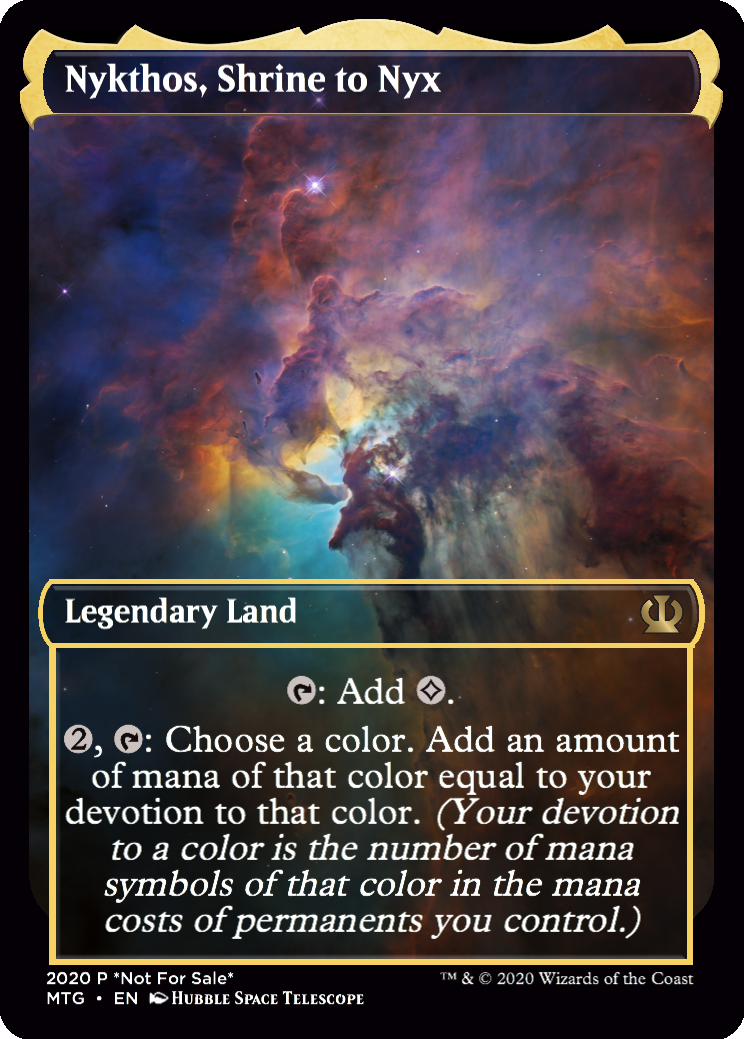 Nykthos, Shrine to Nyx
Legendary Land
: Add .
2, : Choose a color. Add an amount
of mana of that color equal to your
devotion to that color. (Your devotion
to a color is the number of mana
symbols of that color in the mana
costs of permanents you control.)
2020 P *Not For Sale*
™ & © 2020 Wizards of the Coast
MTG • EN Hubble Space Telescope